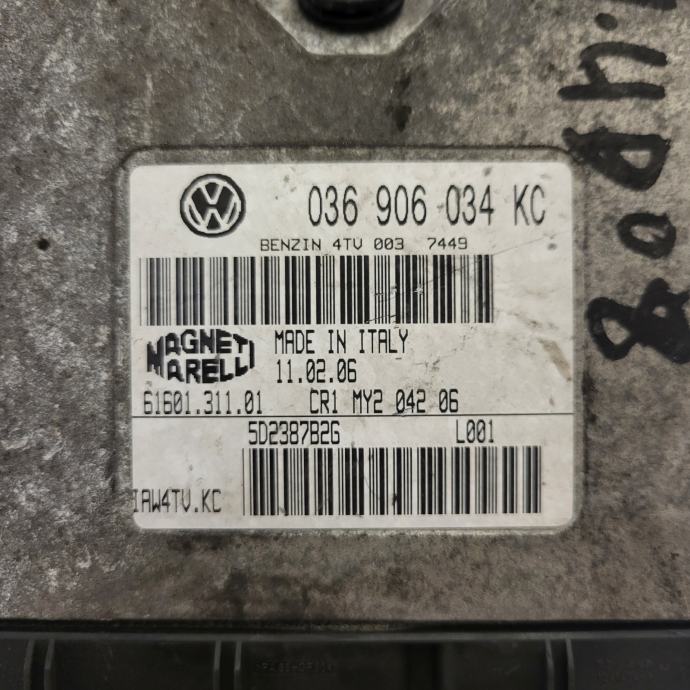 036 906 034 KC
BENZIN 4TV 003 7449
MAGNETI
MARELLI
MADE IN ITALY
11.02.06
61601.311.01 CR1 MY2 042 06
5D2387B2G L001
IAW4TV.KC